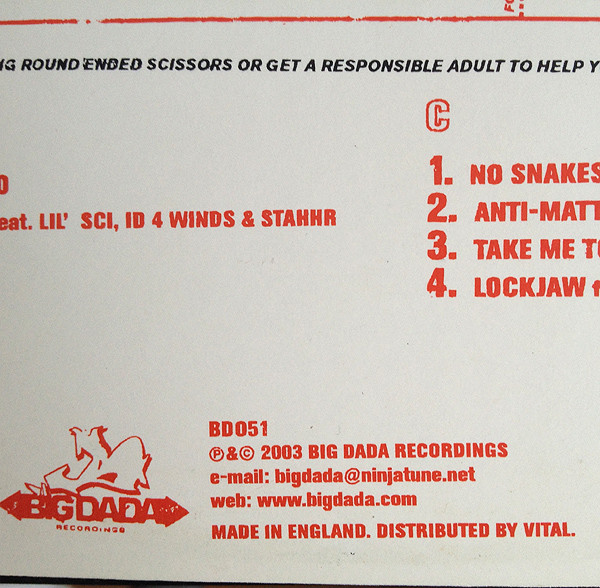 NG ROUND ENDED SCISSORS OR GET A RESPONSIBLE ADULT TO HELP Y
O
eat. LIL' SCI, ID 4 WINDS & STAHHR
C
1. NO SNAKES
2. ANTI-MATT
3. TAKE ME TO
4. LOCKJAW f
BD051
℗&© 2003 BIG DADA RECORDINGS
e-mail: bigdada@ninjatune.net
web: www.bigdada.com
MADE IN ENGLAND. DISTRIBUTED BY VITAL.
BIG DADA
RECORDINGS